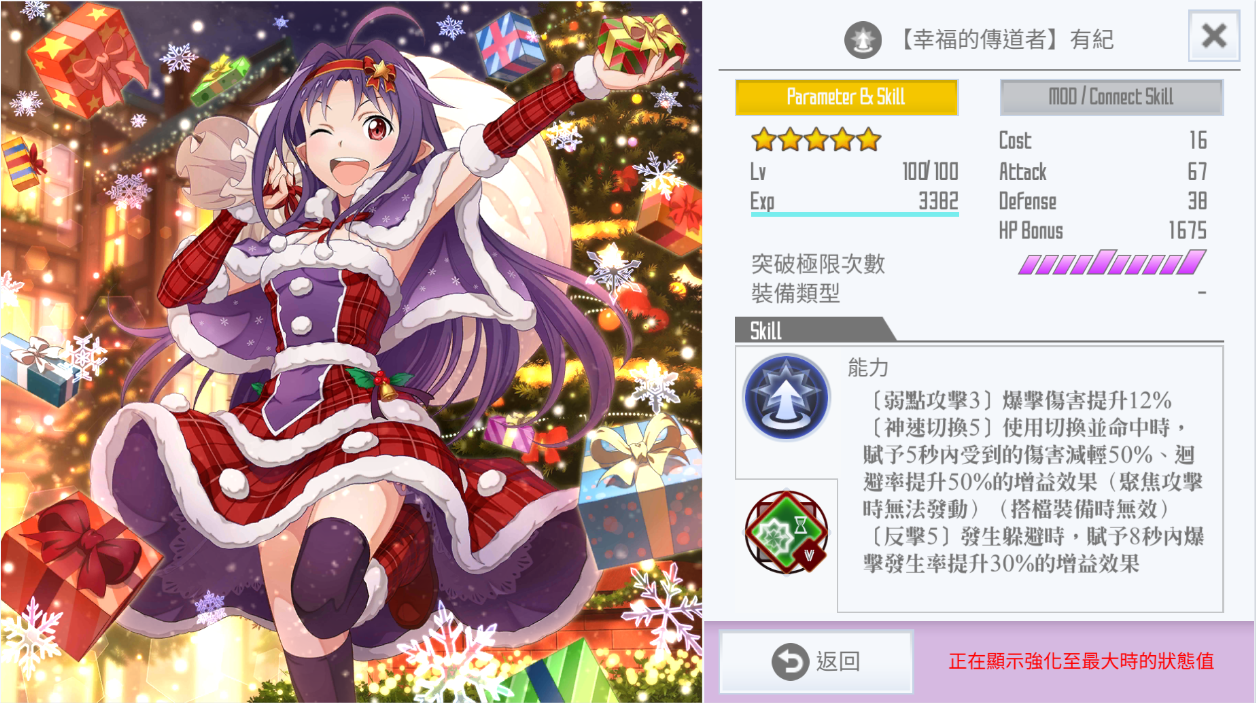 【幸福的傳道者】有紀
Parameter & Skill
MOD / Connect Skill
Lv 100/100
Exp 3382
Cost 16
Attack 67
Defense 38
HP Bonus 1675
突破極限次數
裝備類型 -
Skill
能力
〔弱點攻擊3〕爆擊傷害提升12%
〔神速切換5〕使用切換並命中時，
賦予5秒內受到的傷害減輕50%、迴
避率提升50%的增益效果（聚焦攻擊
時無法發動）（搭檔裝備時無效）
〔反擊5〕發生躲避時，賦予8秒內爆
擊發生率提升30%的增益效果
V
返回
正在顯示強化至最大時的狀態值